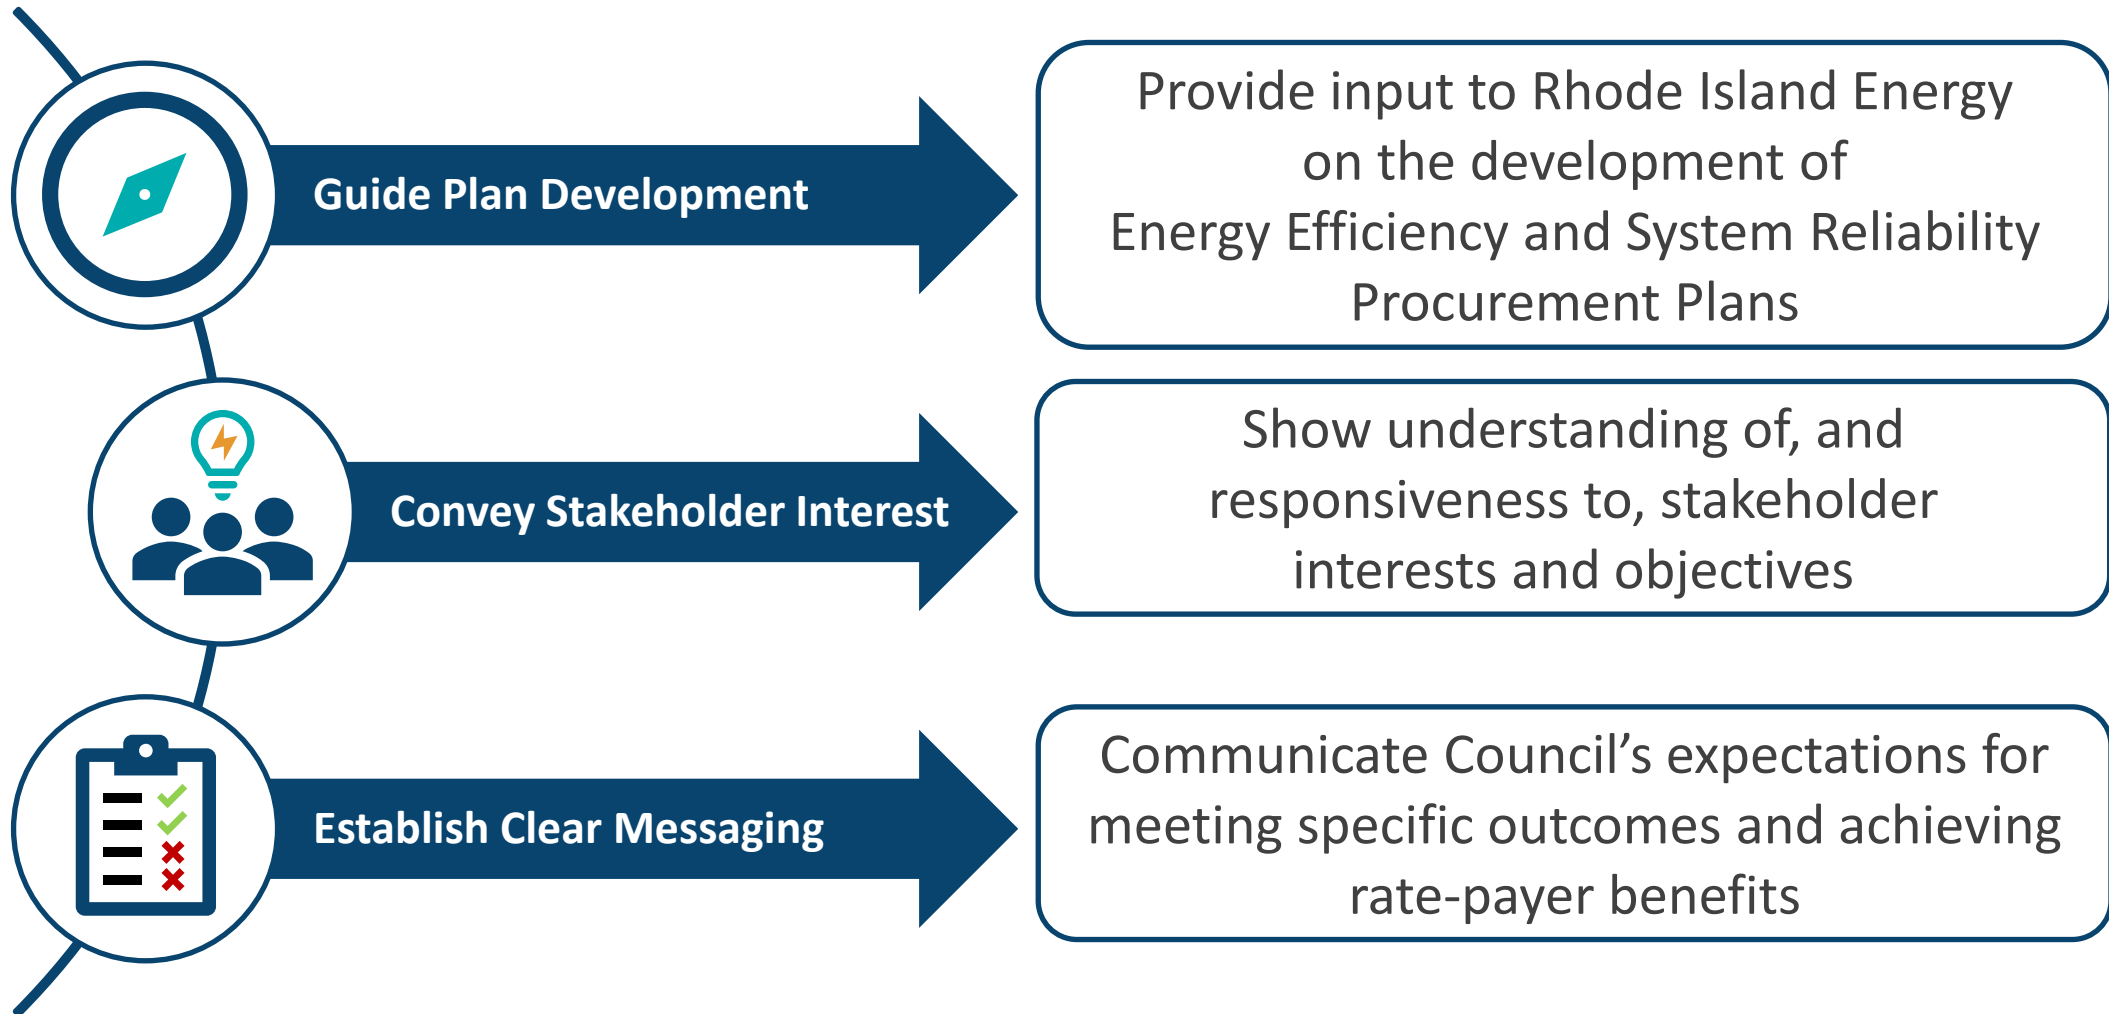 Guide Plan Development
Provide input to Rhode Island Energy
on the development of
Energy Efficiency and System Reliability
Procurement Plans
Convey Stakeholder Interest
Show understanding of, and
responsiveness to, stakeholder
interests and objectives
Establish Clear Messaging
Communicate Council’s expectations for
meeting specific outcomes and achieving
rate-payer benefits